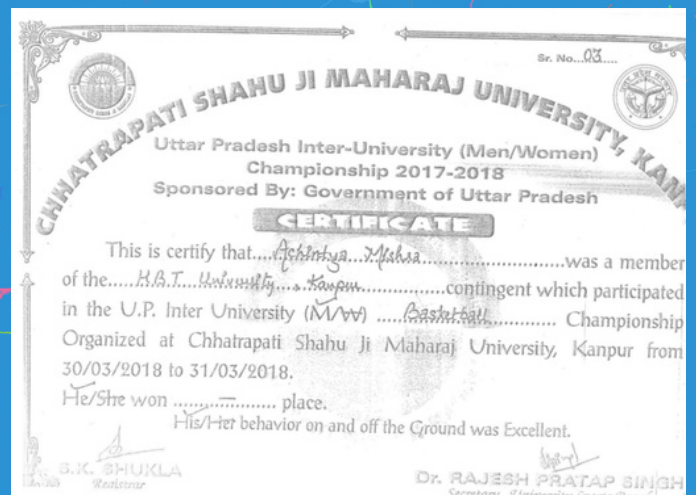 Sr. No...03.....
CHHATRAPATI SHAHU JI MAHARAJ UNIVERSITY, KANP
Uttar Pradesh Inter-University (Men/Women)
Championship 2017-2018
Sponsored By: Government of Uttar Pradesh
CERTIFICATE
This is certify that....Achintya...Mishra......................was a member
of the.....H.B.T. University., Kanpur.................contingent which participated
in the U.P. Inter University (M/W) ....Basketball............. Championship
Organized at Chhatrapati Shahu Ji Maharaj University, Kanpur from
30/03/2018 to 31/03/2018.
He/She won ........—.......... place.
His/Her behavior on and off the Ground was Excellent.
S.K. SHUKLA
Registrar
Dr. RAJESH PRATAP SINGH
Secretary,